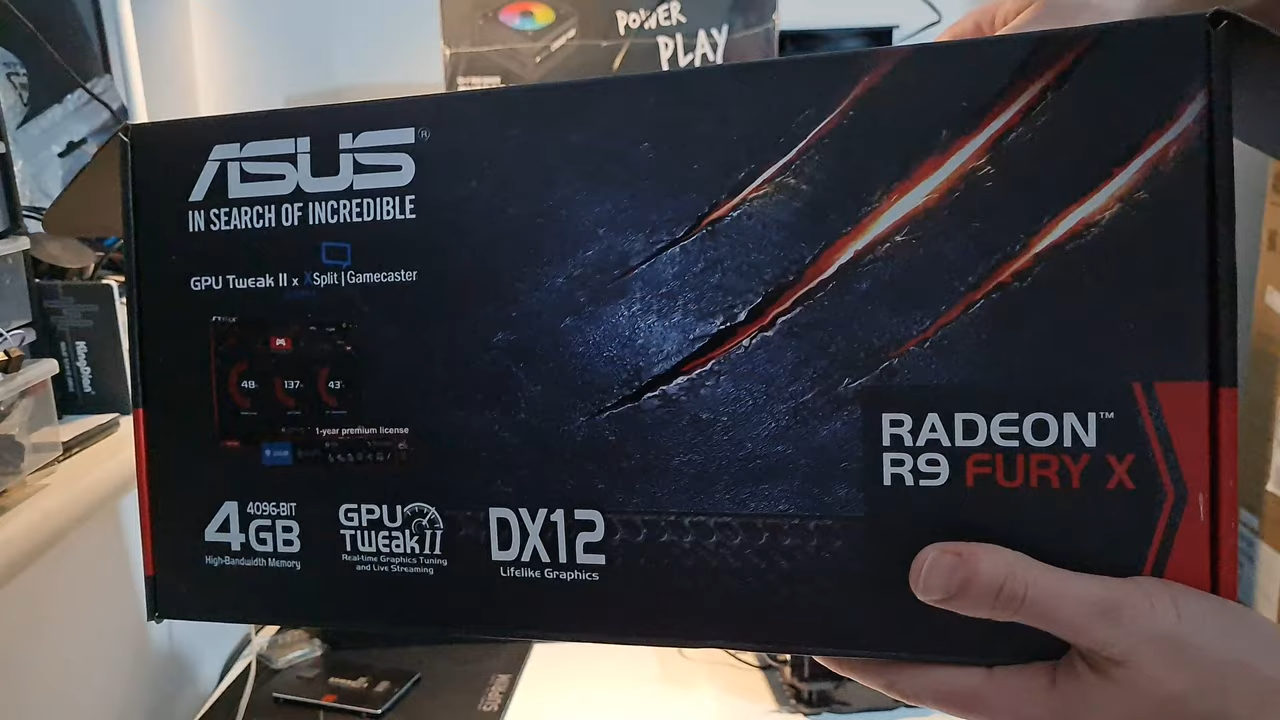 POWER
PLAY
ASUS®
IN SEARCH OF INCREDIBLE
GPU Tweak II x XSplit | Gamecaster
48
137
43
1-year premium license
RADEON™
R9 FURY X
4096-BIT
4GB
High-Bandwidth Memory
GPU
TWEAK II
Real-time Graphics Tuning
and Live Streaming
DX12
Lifelike Graphics
KingDian
SUPRIM